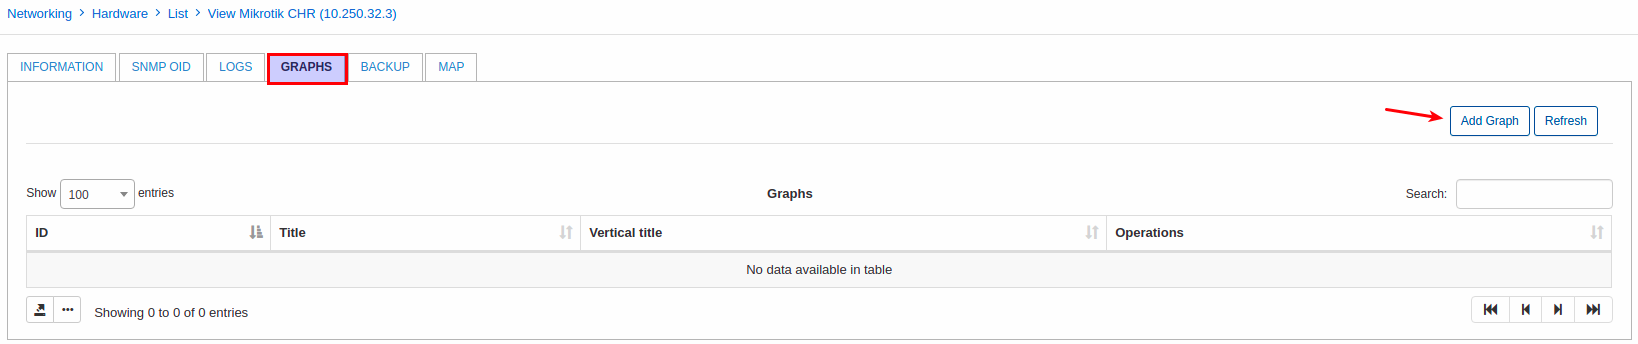 Networking > Hardware > List > View Mikrotik CHR (10.250.32.3)
INFORMATION SNMP OID LOGS GRAPHS BACKUP MAP
Add Graph Refresh
Show 100 entries Graphs Search:
ID Title Vertical title Operations
No data available in table
Showing 0 to 0 of 0 entries